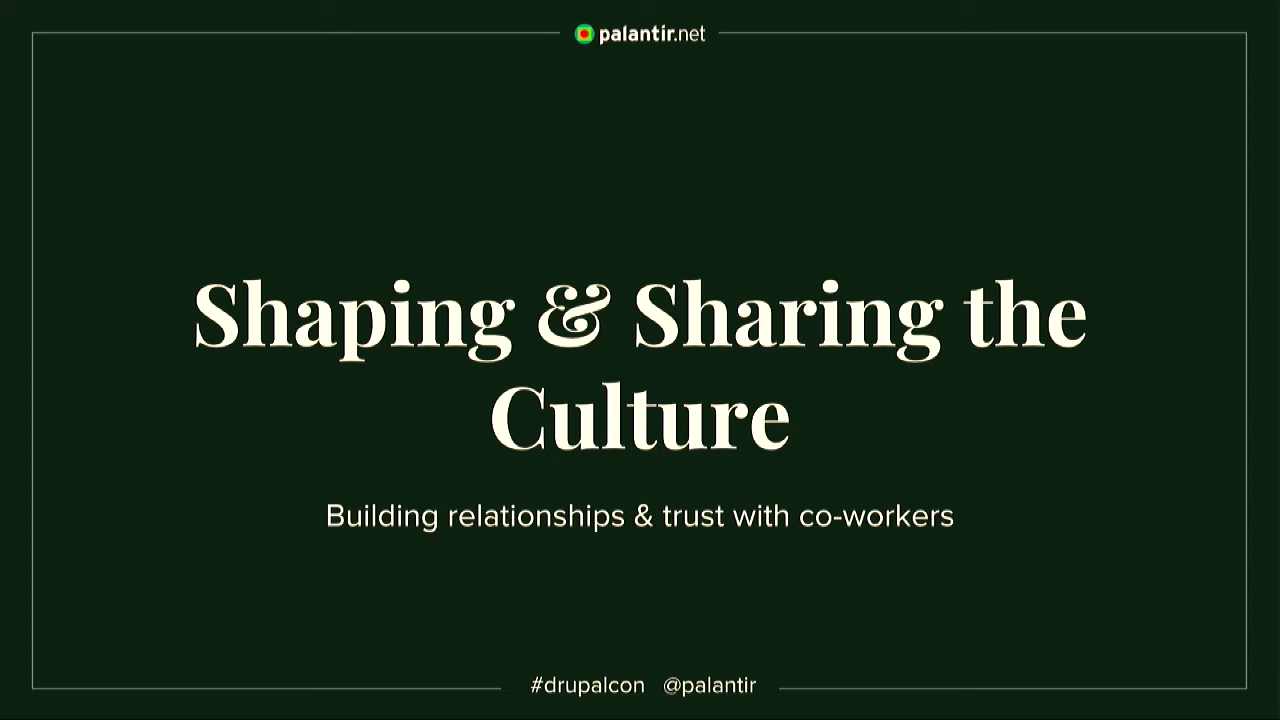 palantir.net
Shaping & Sharing the
Culture
Building relationships & trust with co-workers
#drupalcon @palantir